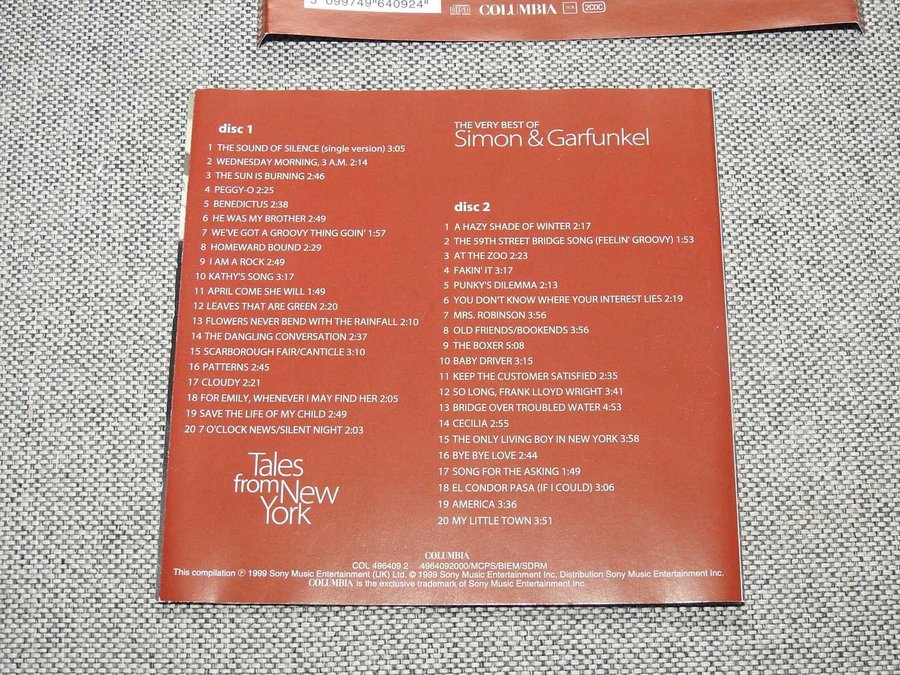 5 099749 640924
COLUMBIA
2CDC
disc 1
1 THE SOUND OF SILENCE (single version) 3:05
2 WEDNESDAY MORNING, 3 A.M. 2:14
3 THE SUN IS BURNING 2:46
4 PEGGY-O 2:25
5 BENEDICTUS 2:38
6 HE WAS MY BROTHER 2:49
7 WE'VE GOT A GROOVY THING GOIN' 1:57
8 HOMEWARD BOUND 2:29
9 I AM A ROCK 2:49
10 KATHY'S SONG 3:17
11 APRIL COME SHE WILL 1:49
12 LEAVES THAT ARE GREEN 2:20
13 FLOWERS NEVER BEND WITH THE RAINFALL 2:10
14 THE DANGLING CONVERSATION 2:37
15 SCARBOROUGH FAIR/CANTICLE 3:10
16 PATTERNS 2:45
17 CLOUDY 2:21
18 FOR EMILY, WHENEVER I MAY FIND HER 2:05
19 SAVE THE LIFE OF MY CHILD 2:49
20 7 O'CLOCK NEWS/SILENT NIGHT 2:03
Tales
from New
York
THE VERY BEST OF
Simon & Garfunkel
disc 2
1 A HAZY SHADE OF WINTER 2:17
2 THE 59TH STREET BRIDGE SONG (FEELIN' GROOVY) 1:53
3 AT THE ZOO 2:23
4 FAKIN' IT 3:17
5 PUNKY'S DILEMMA 2:13
6 YOU DON'T KNOW WHERE YOUR INTEREST LIES 2:19
7 MRS. ROBINSON 3:56
8 OLD FRIENDS/BOOKENDS 3:56
9 THE BOXER 5:08
10 BABY DRIVER 3:15
11 KEEP THE CUSTOMER SATISFIED 2:35
12 SO LONG, FRANK LLOYD WRIGHT 3:41
13 BRIDGE OVER TROUBLED WATER 4:53
14 CECILIA 2:55
15 THE ONLY LIVING BOY IN NEW YORK 3:58
16 BYE BYE LOVE 2:44
17 SONG FOR THE ASKING 1:49
18 EL CONDOR PASA (IF I COULD) 3:06
19 AMERICA 3:36
20 MY LITTLE TOWN 3:51
COLUMBIA
COL 496409 2 4964092000/MCPS/BIEM/SDRM
This compilation ℗ 1999 Sony Music Entertainment (UK) Ltd. © 1999 Sony Music Entertainment Inc. Distribution Sony Music Entertainment Inc.
COLUMBIA is the exclusive trademark of Sony Music Entertainment Inc.